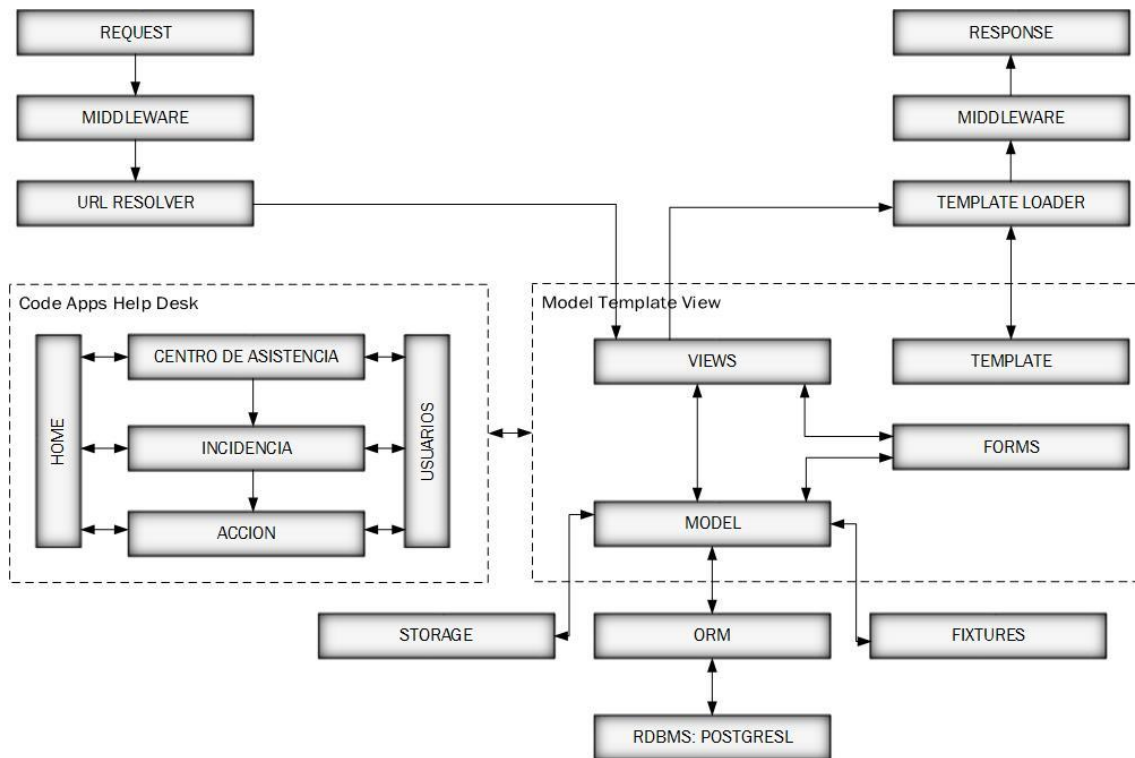 REQUEST
RESPONSE
MIDDLEWARE
MIDDLEWARE
URL RESOLVER
TEMPLATE LOADER
Code Apps Help Desk
Model Template View
CENTRO DE ASISTENCIA
VIEWS
TEMPLATE
HOME
INCIDENCIA
USUARIOS
FORMS
ACCION
MODEL
STORAGE
ORM
FIXTURES
RDBMS: POSTGRESL